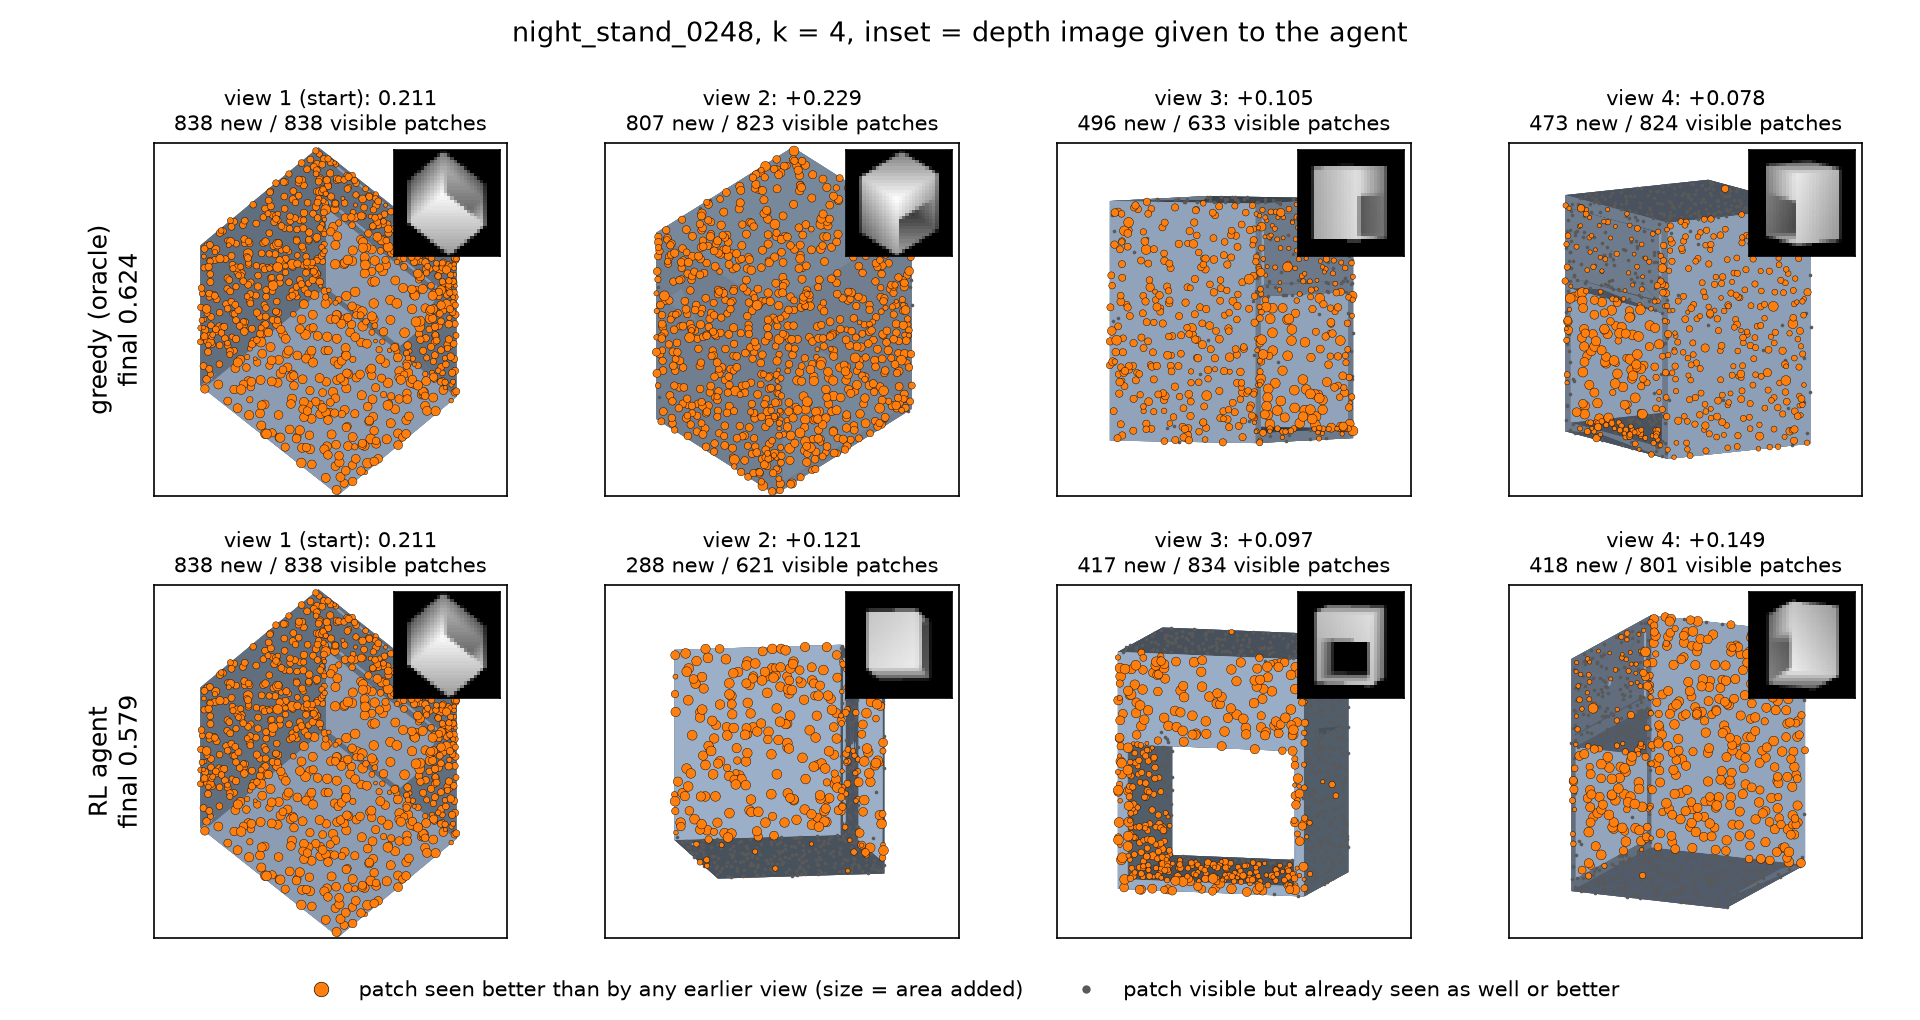 night_stand_0248, k = 4, inset = depth image given to the agent
view 1 (start): 0.211
838 new / 838 visible patches
view 2: +0.229
807 new / 823 visible patches
view 3: +0.105
496 new / 633 visible patches
view 4: +0.078
473 new / 824 visible patches
greedy (oracle)
final 0.624
view 1 (start): 0.211
838 new / 838 visible patches
view 2: +0.121
288 new / 621 visible patches
view 3: +0.097
417 new / 834 visible patches
view 4: +0.149
418 new / 801 visible patches
RL agent
final 0.579
patch seen better than by any earlier view (size = area added)
patch visible but already seen as well or better